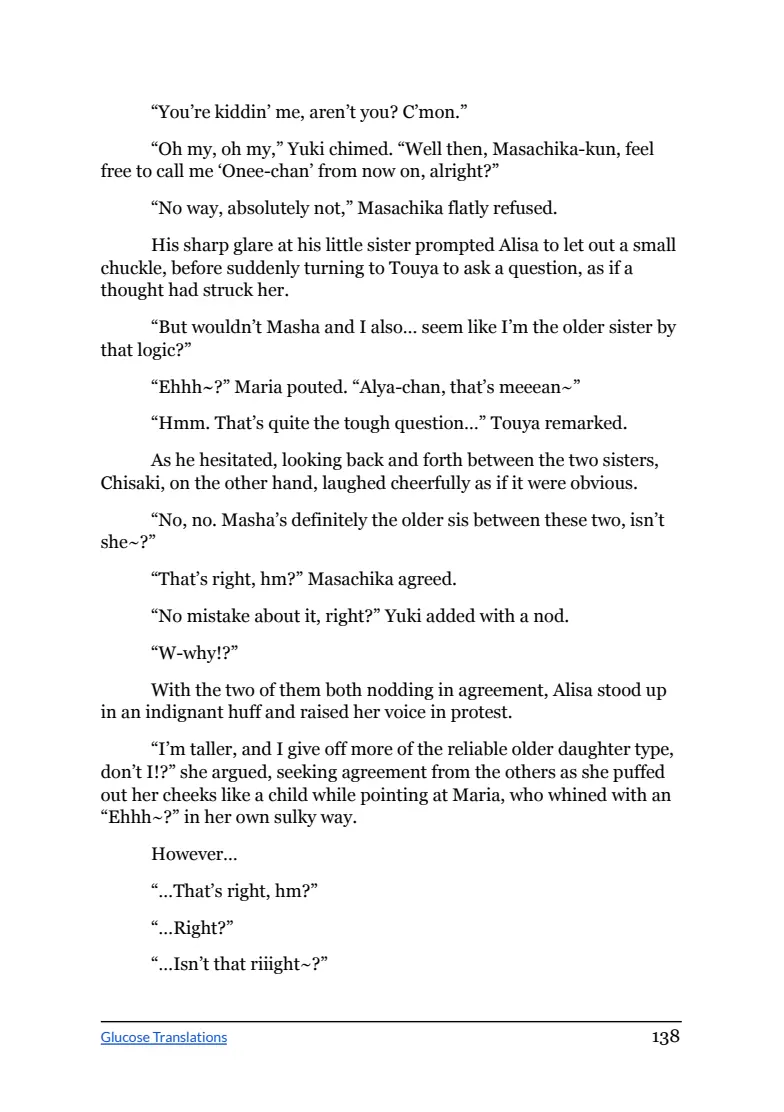 “You’re kiddin’ me, aren’t you? C’mon.”
“Oh my, oh my,” Yuki chimed. “Well then, Masachika-kun, feel
free to call me ‘Onee-chan’ from now on, alright?”
“No way, absolutely not,” Masachika flatly refused.
His sharp glare at his little sister prompted Alisa to let out a small
chuckle, before suddenly turning to Touya to ask a question, as if a
thought had struck her.
“But wouldn’t Masha and I also… seem like I’m the older sister by
that logic?”
“Ehhh~?” Maria pouted. “Alya-chan, that’s meeean~”
“Hmm. That’s quite the tough question…” Touya remarked.
As he hesitated, looking back and forth between the two sisters,
Chisaki, on the other hand, laughed cheerfully as if it were obvious.
“No, no. Masha’s definitely the older sis between these two, isn’t
she~?”
“That’s right, hm?” Masachika agreed.
“No mistake about it, right?” Yuki added with a nod.
“W-why!?”
With the two of them both nodding in agreement, Alisa stood up
in an indignant huff and raised her voice in protest.
“I’m taller, and I give off more of the reliable older daughter type,
don’t I!?” she argued, seeking agreement from the others as she puffed
out her cheeks like a child while pointing at Maria, who whined with an
“Ehhh~?” in her own sulky way.
However…
“…That’s right, hm?”
“…Right?”
“…Isn’t that riiight~?”
Glucose Translations 138